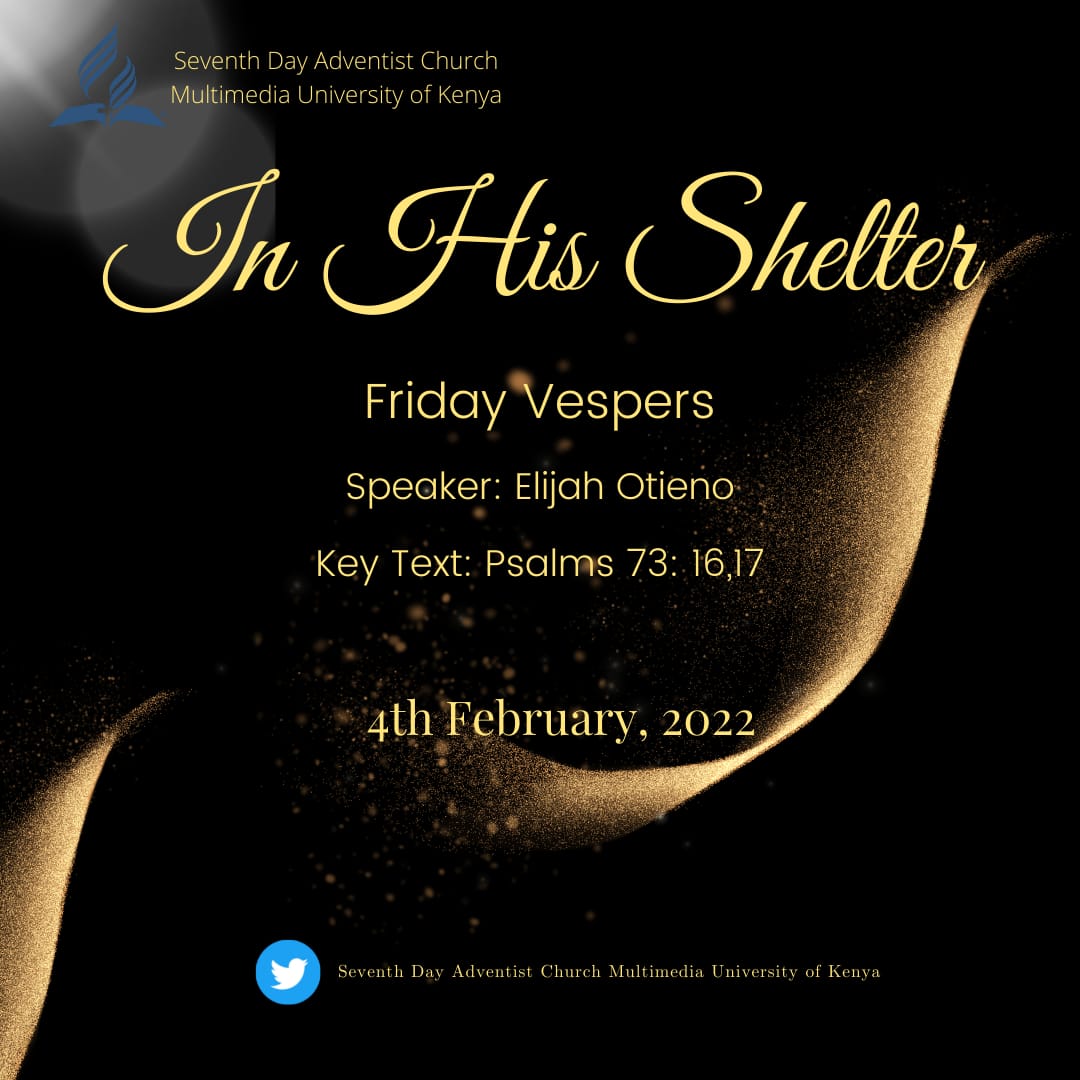 Seventh Day Adventist Church
Multimedia University of Kenya
In His Shelter
Friday Vespers
Speaker: Elijah Otieno
Key Text: Psalms 73: 16,17
4th February, 2022
Seventh Day Adventist Church Multimedia University of Kenya